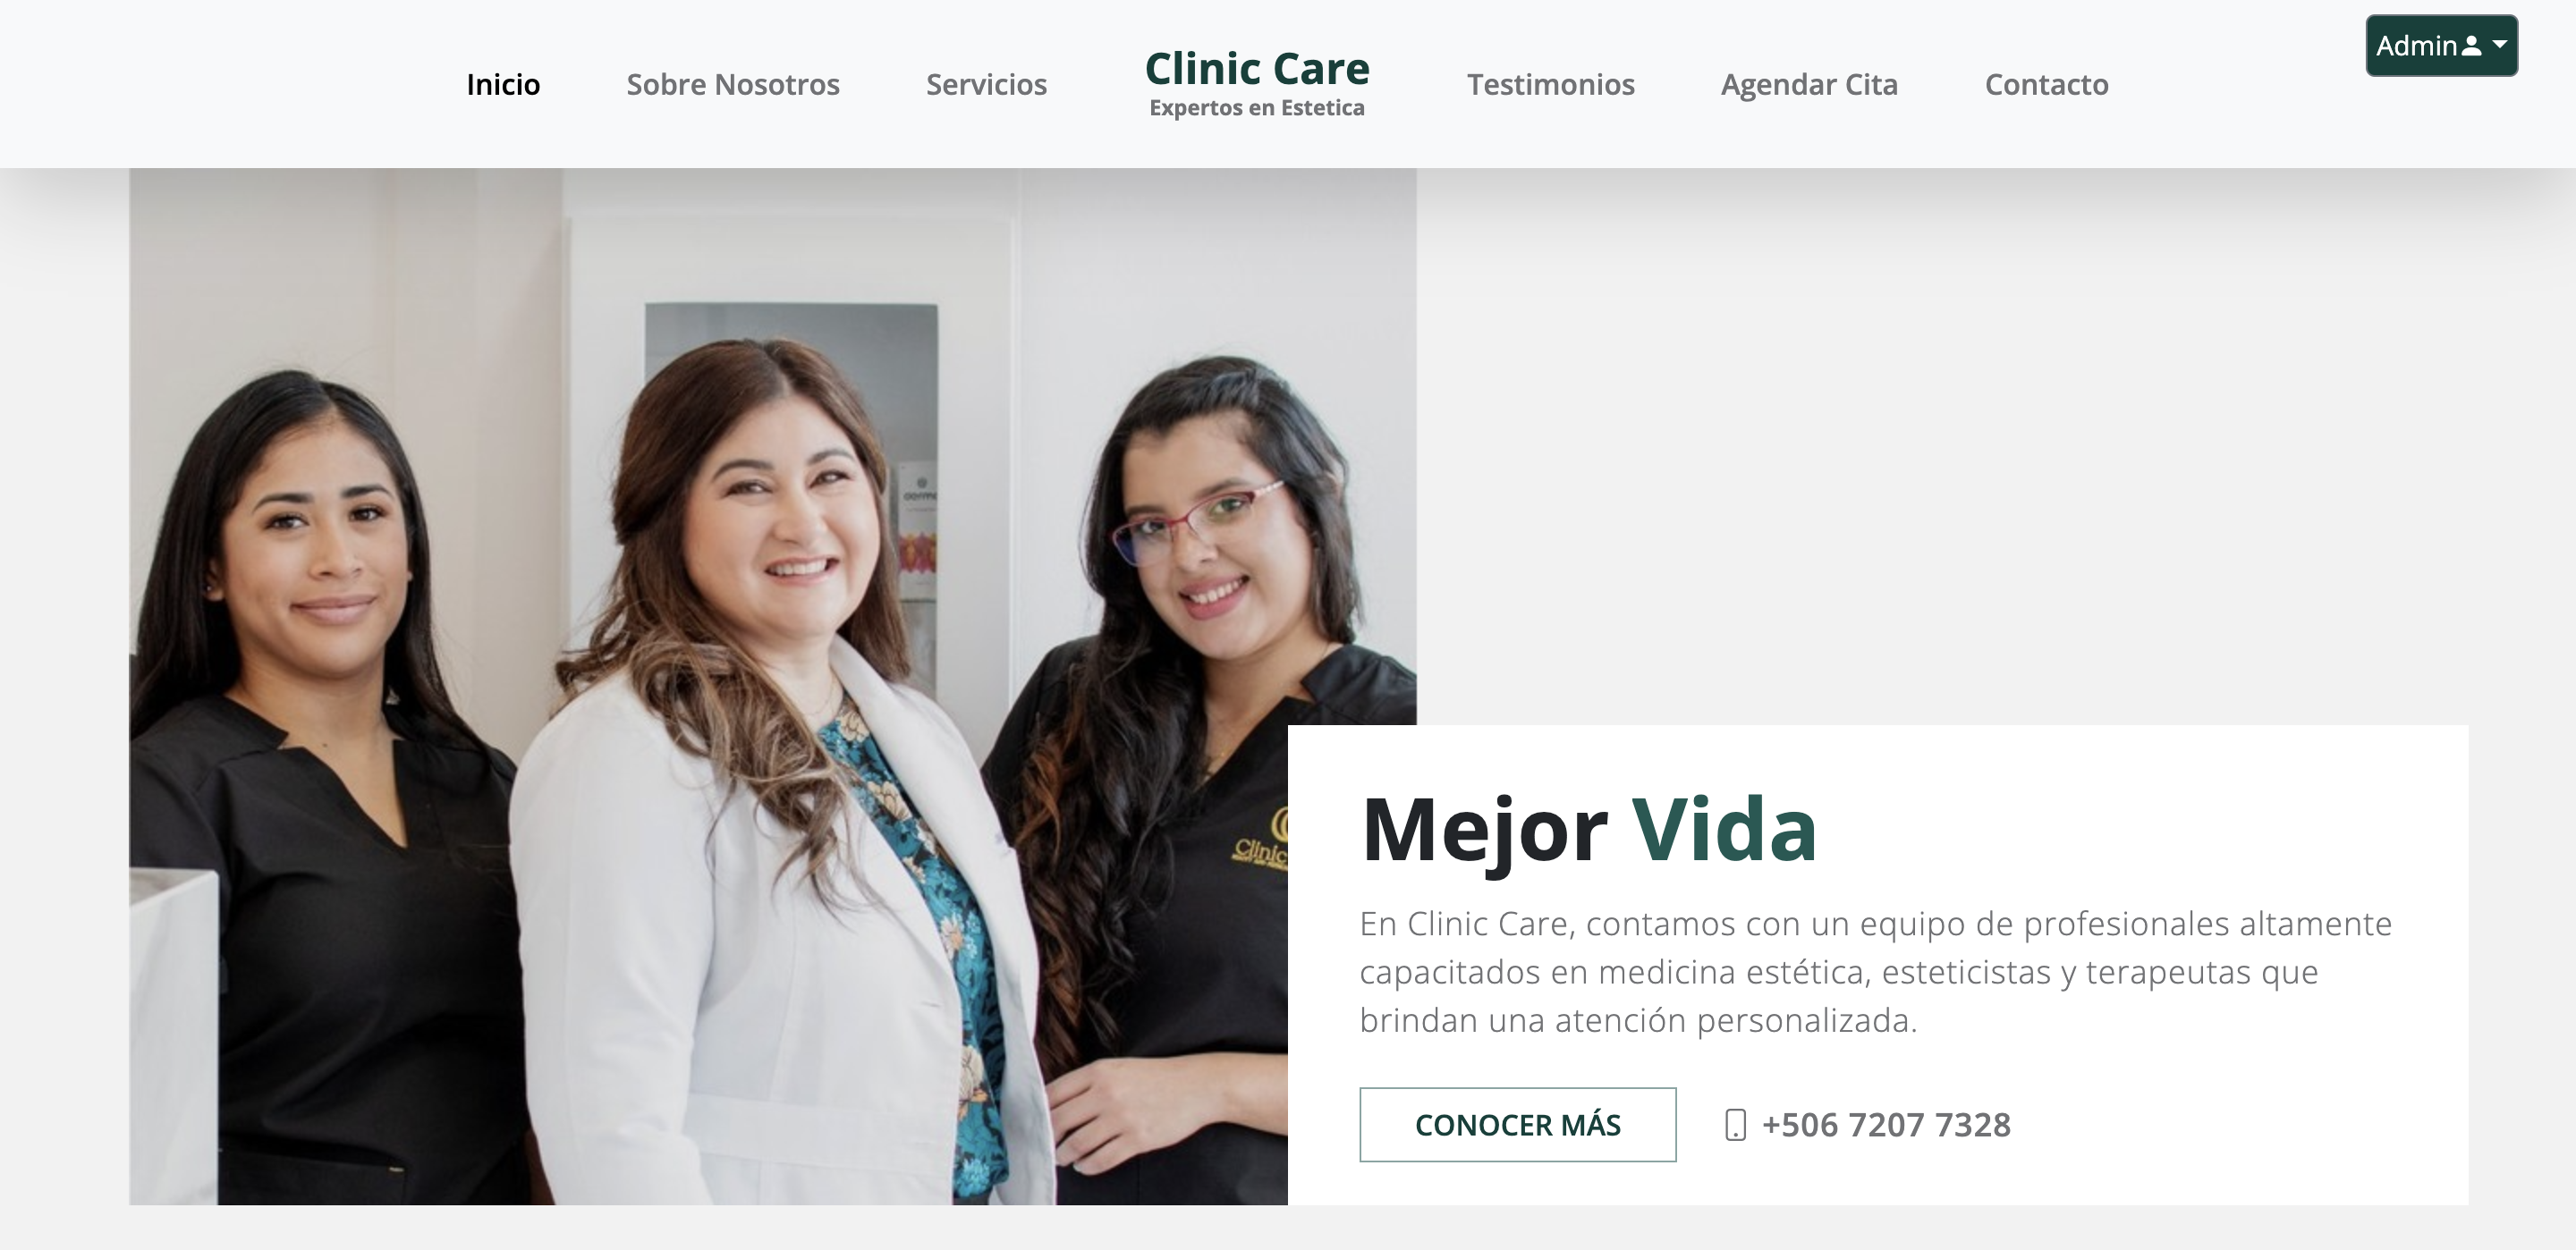 Inicio
Sobre Nosotros
Servicios
Clinic Care
Expertos en Estetica
Testimonios
Agendar Cita
Contacto
Admin
Clinic
Mejor Vida
En Clinic Care, contamos con un equipo de profesionales altamente
capacitados en medicina estética, esteticistas y terapeutas que
brindan una atención personalizada.
CONOCER MÁS
+506 7207 7328